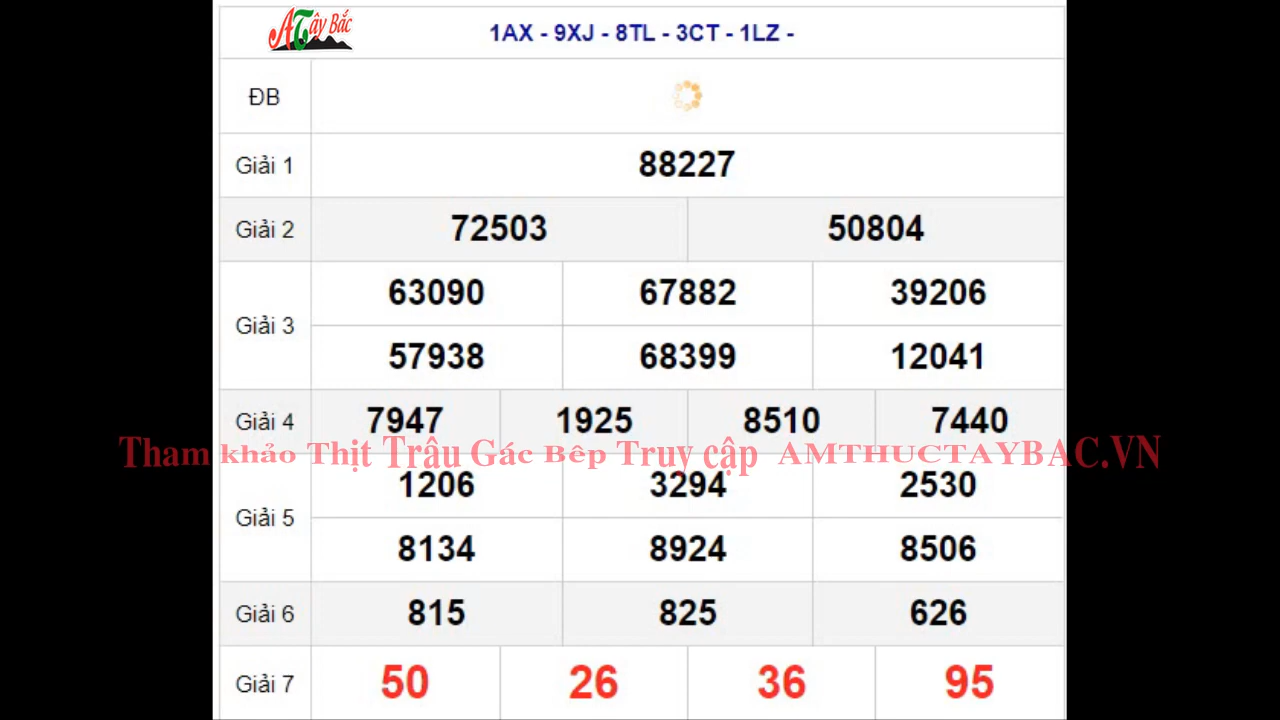 ATây Bắc
1AX - 9XJ - 8TL - 3CT - 1LZ -
ĐB
Giải 1 88227
Giải 2 72503 50804
Giải 3 63090 67882 39206
57938 68399 12041
Giải 4 7947 1925 8510 7440
Tham khảo Thịt Trâu Gác Bếp Truy cập AMTHUCTAYBAC.VN
Giải 5 1206 3294 2530
8134 8924 8506
Giải 6 815 825 626
Giải 7 50 26 36 95